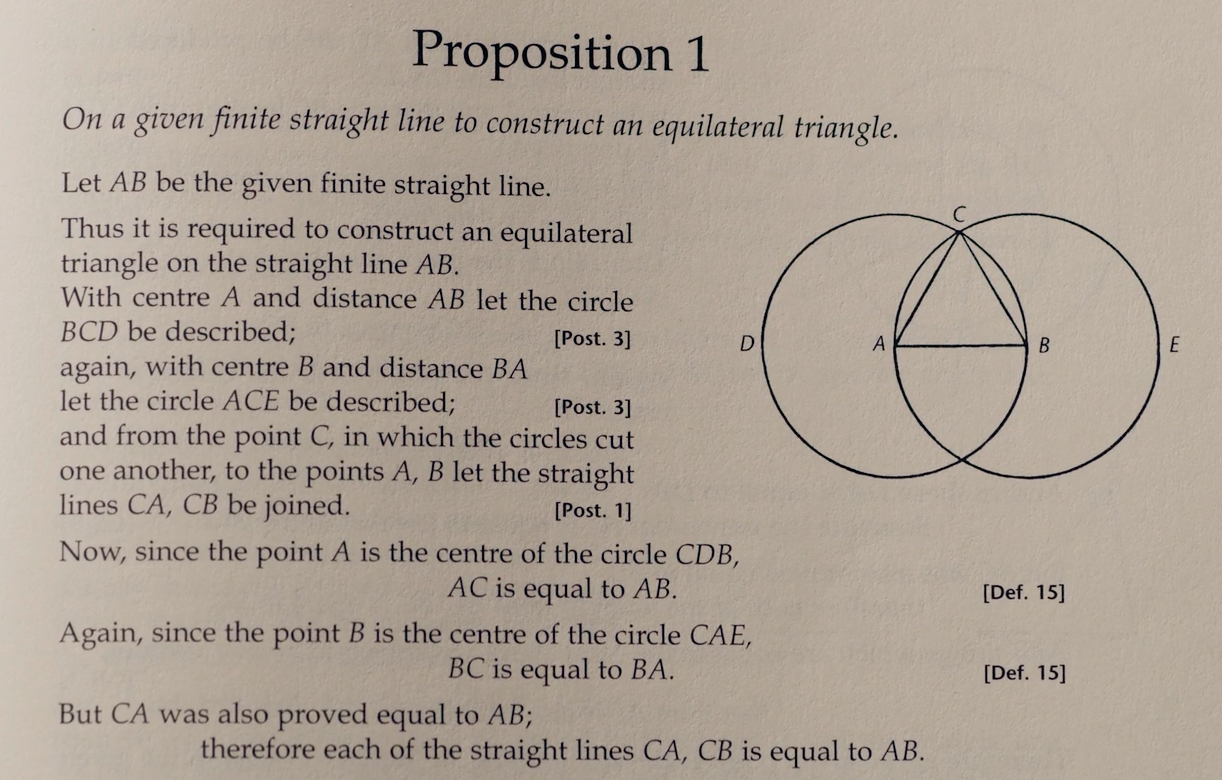 Proposition 1
On a given finite straight line to construct an equilateral triangle.
Let AB be the given finite straight line.
Thus it is required to construct an equilateral
triangle on the straight line AB.
With centre A and distance AB let the circle
BCD be described; [Post. 3]
again, with centre B and distance BA
let the circle ACE be described; [Post. 3]
and from the point C, in which the circles cut
one another, to the points A, B let the straight
lines CA, CB be joined. [Post. 1]
C
D A B E
Now, since the point A is the centre of the circle CDB,
AC is equal to AB. [Def. 15]
Again, since the point B is the centre of the circle CAE,
BC is equal to BA. [Def. 15]
But CA was also proved equal to AB;
therefore each of the straight lines CA, CB is equal to AB.